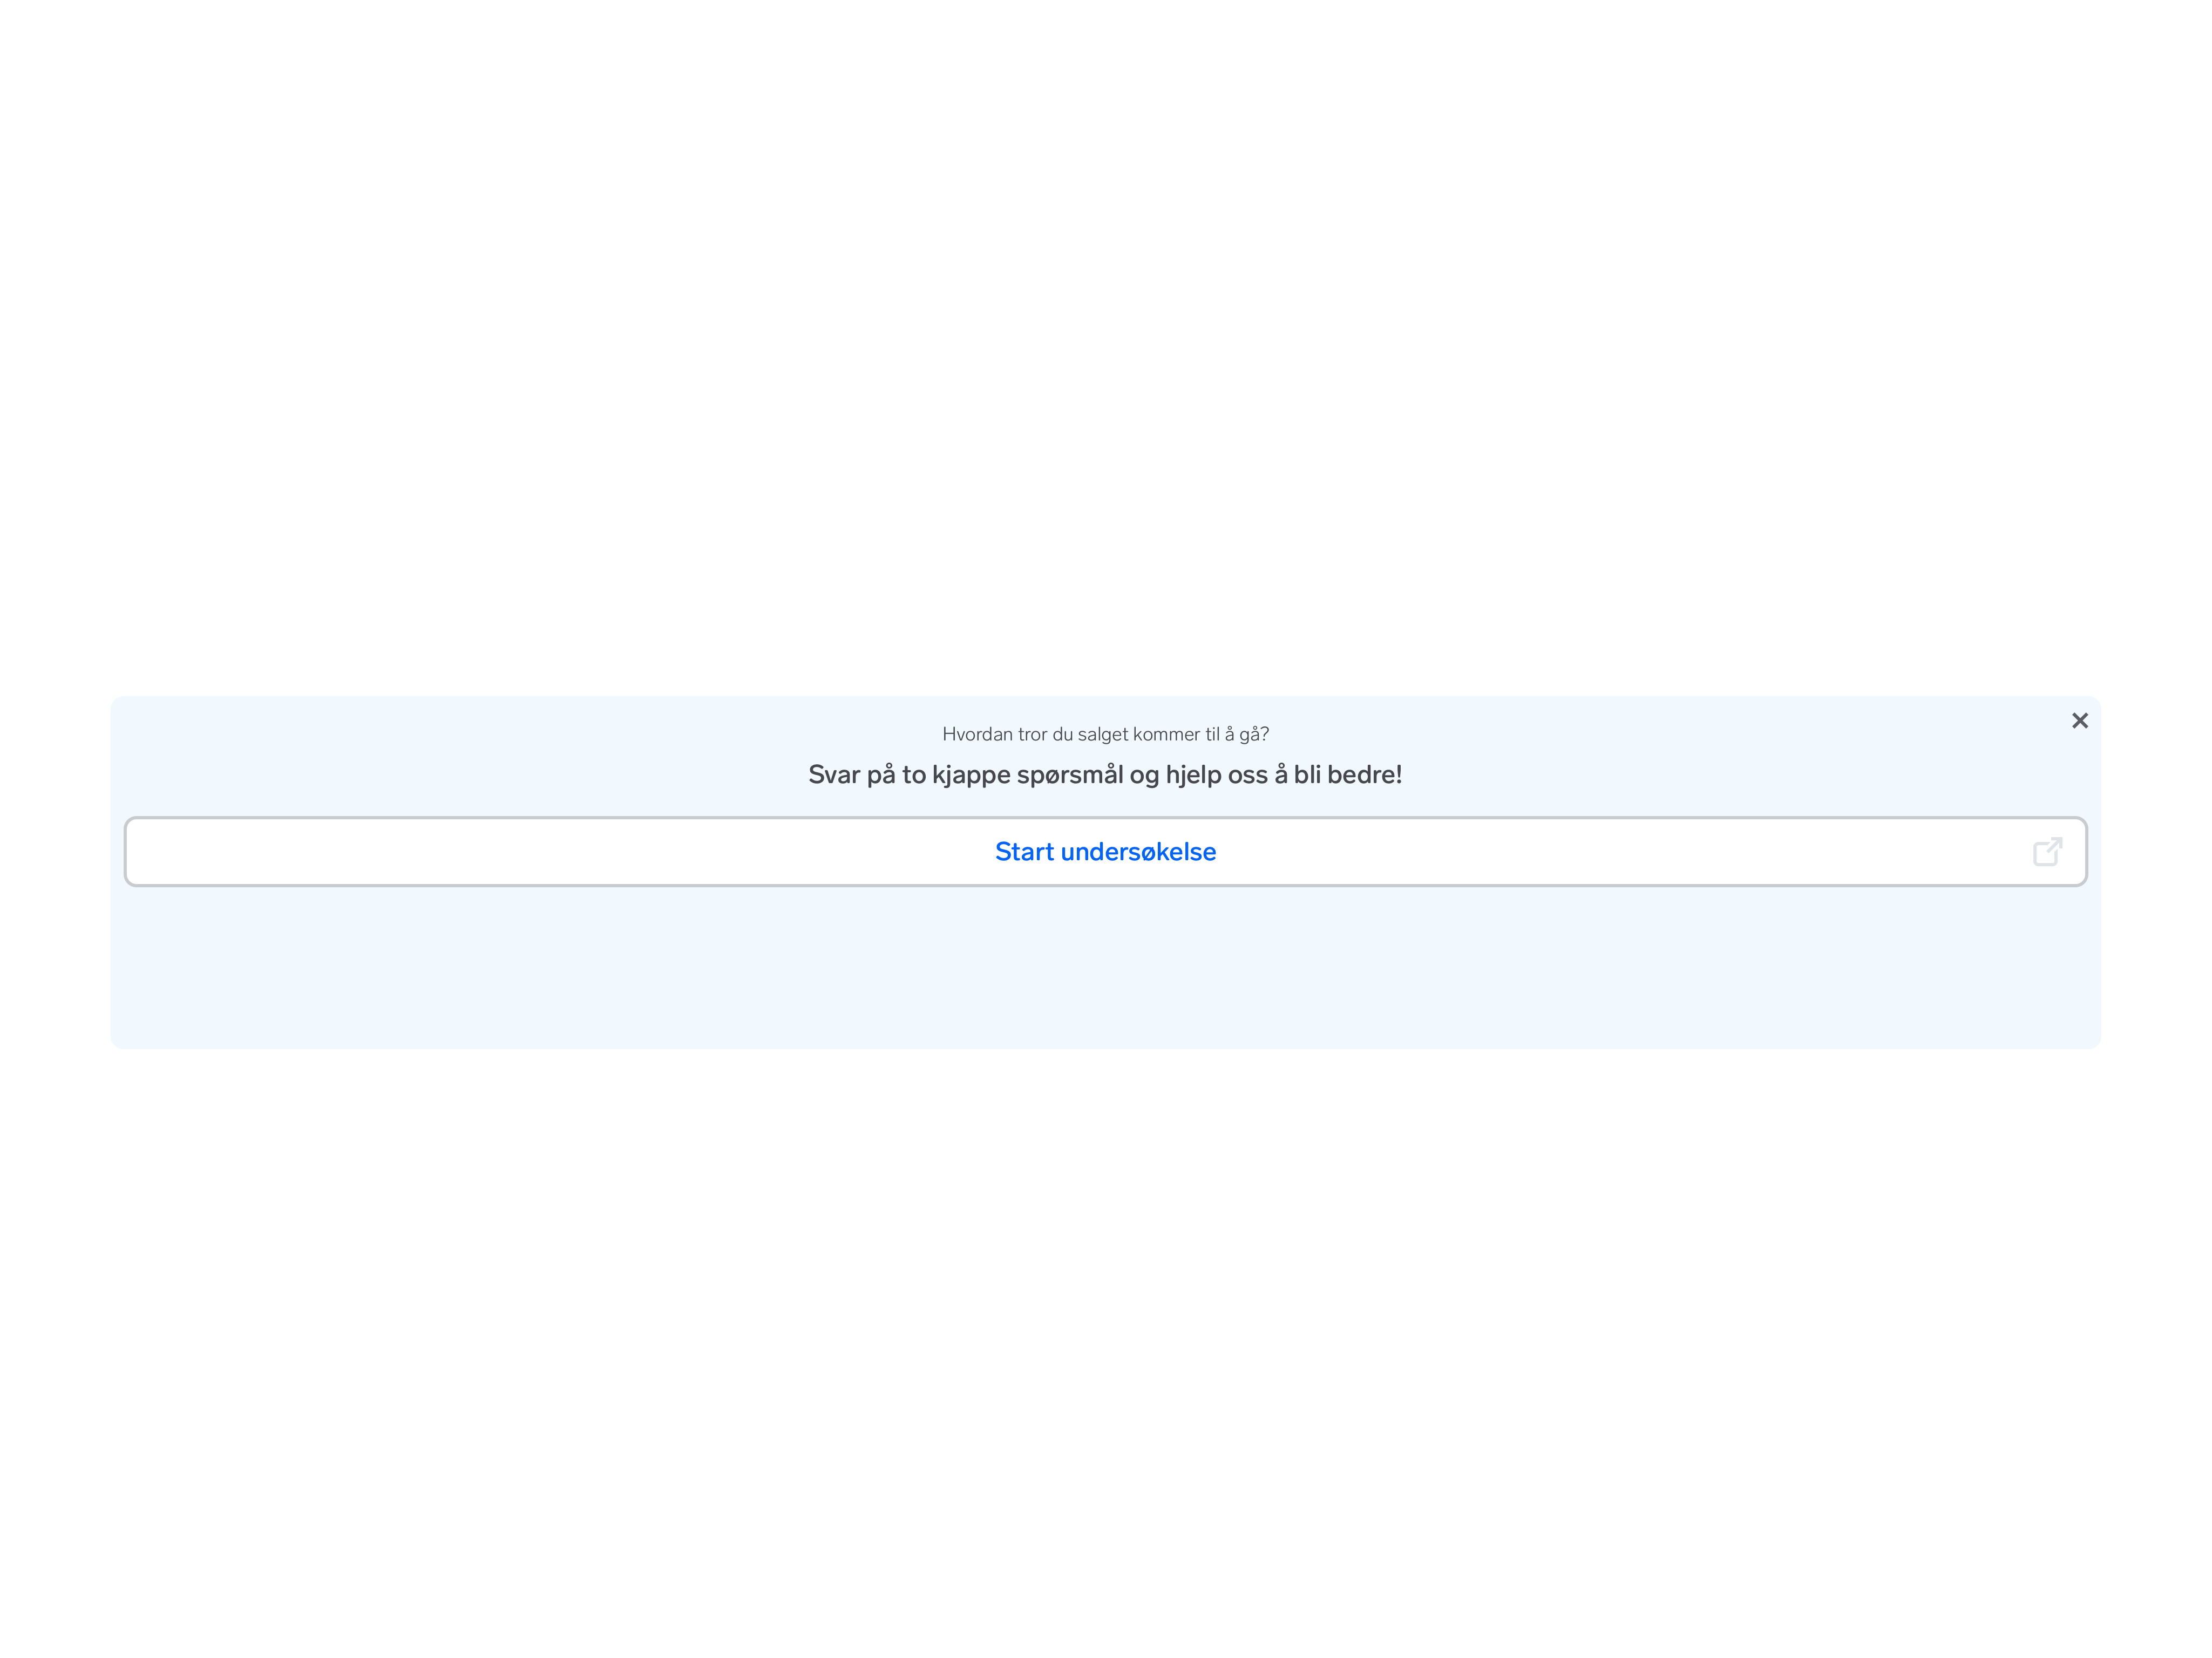 Hvordan tror du salget kommer til å gå?
Svar på to kjappe spørsmål og hjelp oss å bli bedre!
Start undersøkelse